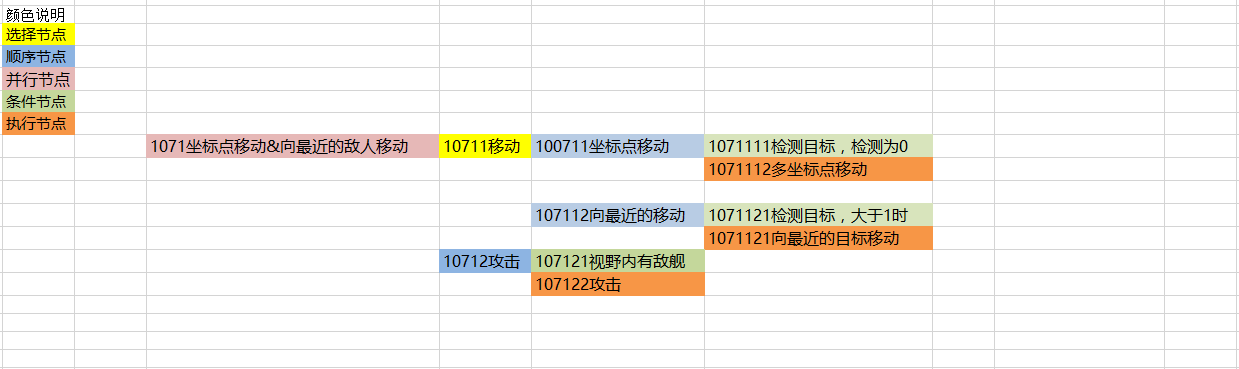 颜色说明
选择节点
顺序节点
并行节点
条件节点
执行节点
1071坐标点移动&向最近的敌人移动 10711移动 100711坐标点移动 1071111检测目标，检测为0
1071112多坐标点移动
107112向最近的移动 1071121检测目标，大于1时
1071121向最近的目标移动
10712攻击 107121视野内有敌舰
107122攻击